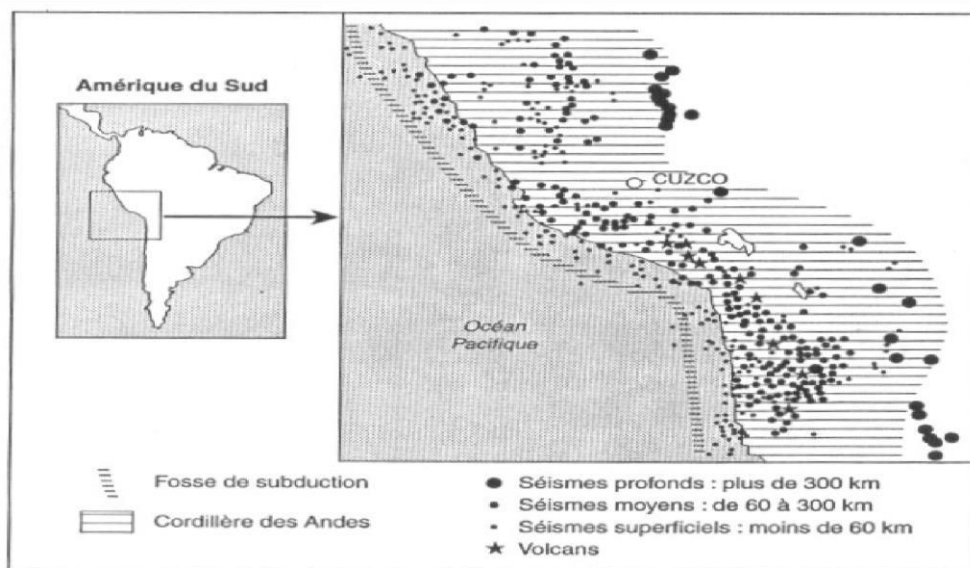 Amérique du Sud
CUZCO
Océan
Pacifique
Fosse de subduction
Cordillère des Andes
Séismes profonds : plus de 300 km
Séismes moyens : de 60 à 300 km
Séismes superficiels : moins de 60 km
Volcans